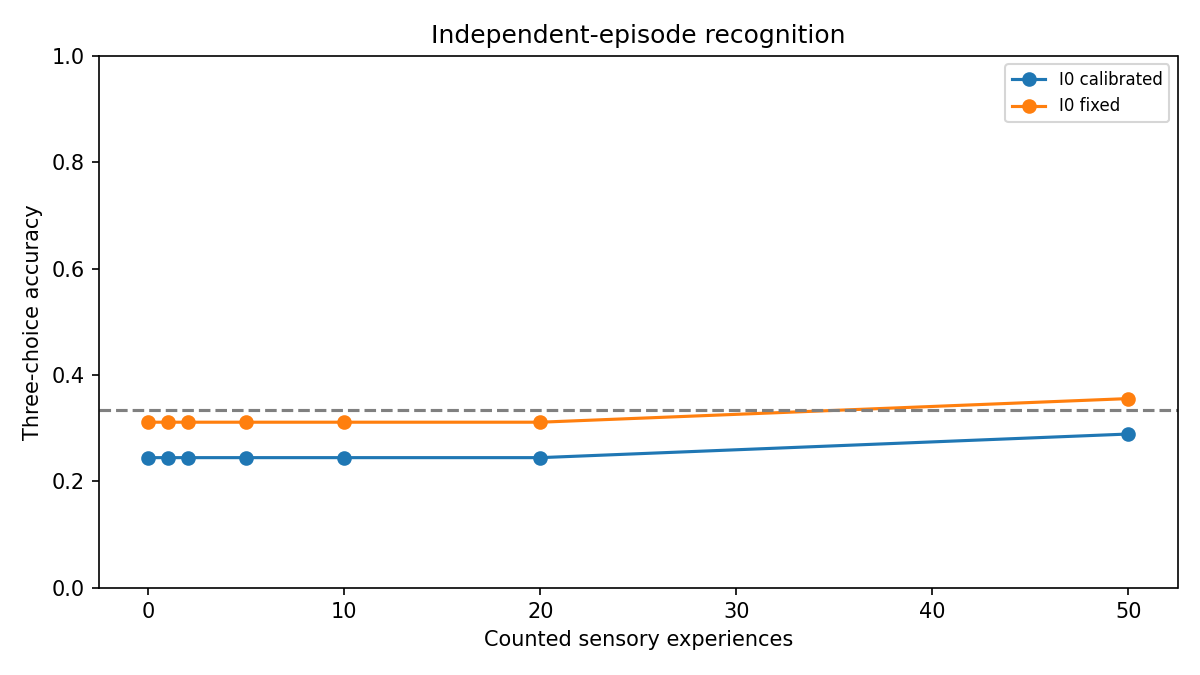 Independent-episode recognition
I0 calibrated
I0 fixed
Three-choice accuracy
1.0
0.8
0.6
0.4
0.2
0.0
0 10 20 30 40 50
Counted sensory experiences